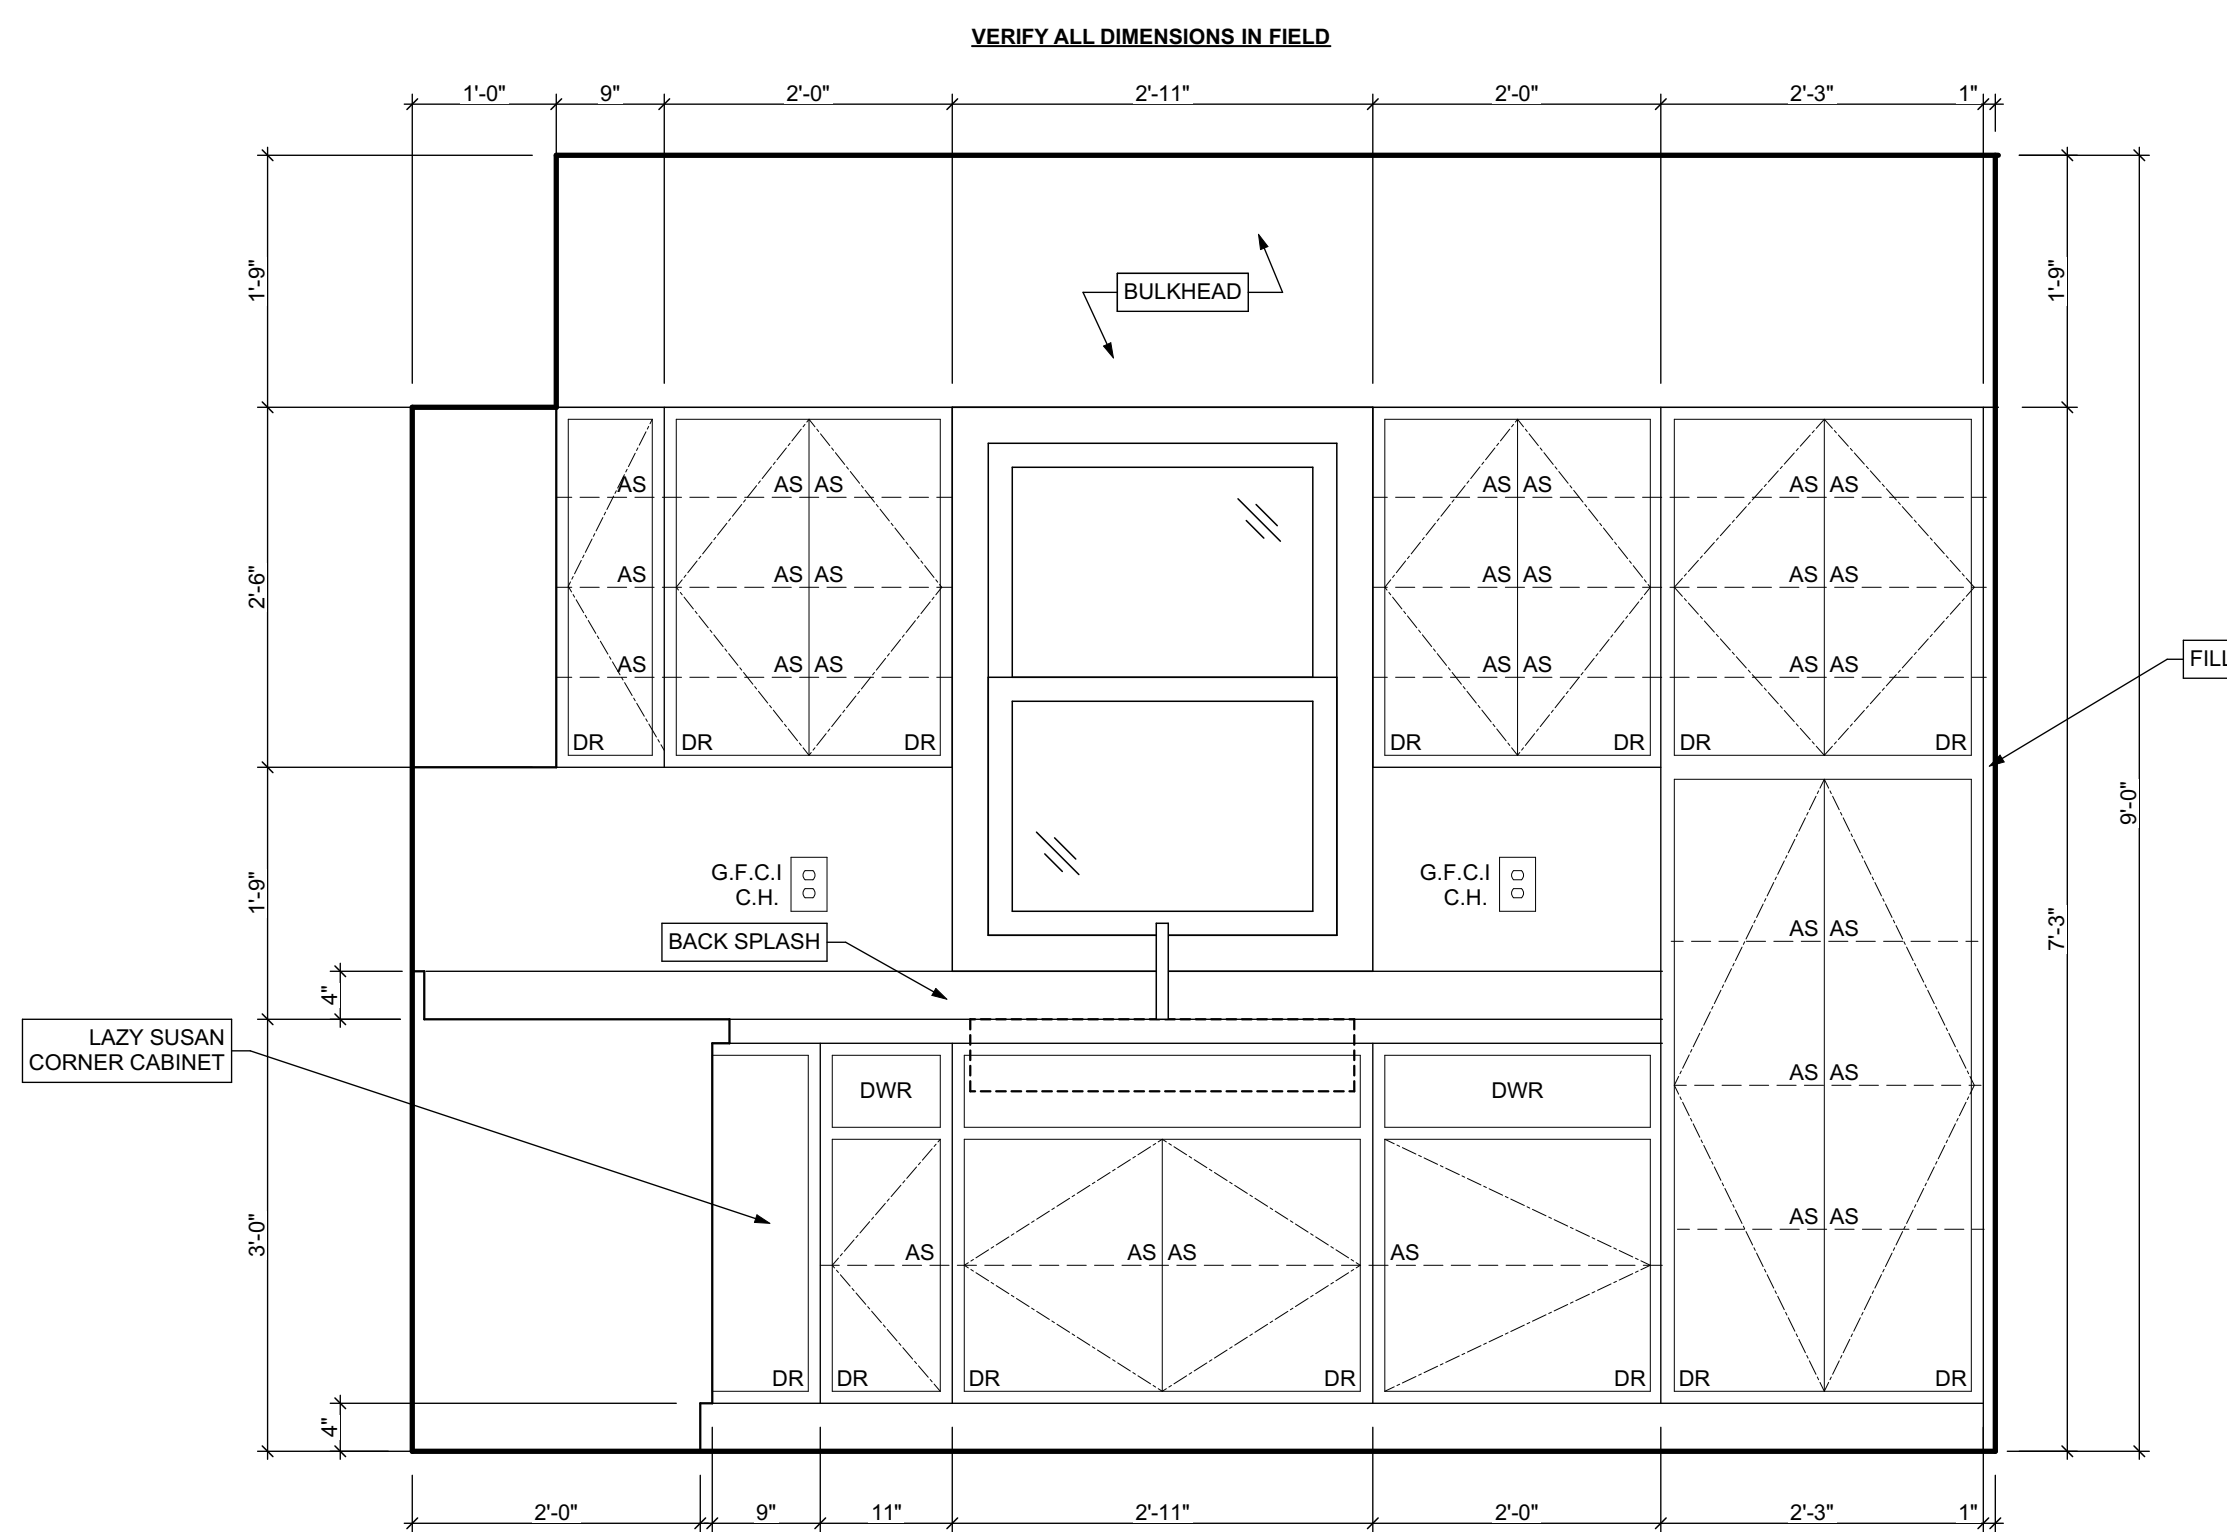 VERIFY ALL DIMENSIONS IN FIELD
1'-0" 9" 2'-0" 2'-11" 2'-0" 2'-3" 1"
1'-9"
BULKHEAD
1'-9"
2'-6"
AS AS AS AS AS AS AS
AS AS AS AS AS AS AS
AS AS AS AS AS AS AS
DR DR DR DR DR DR DR
FILL
9'-0"
7'-3"
1'-9"
G.F.C.I
C.H.
G.F.C.I
C.H.
BACK SPLASH
AS AS
4"
LAZY SUSAN
CORNER CABINET
DWR DWR
AS AS
3'-0"
AS AS
AS AS AS AS
DR DR DR DR DR DR DR
4"
2'-0" 9" 11" 2'-11" 2'-0" 2'-3" 1"